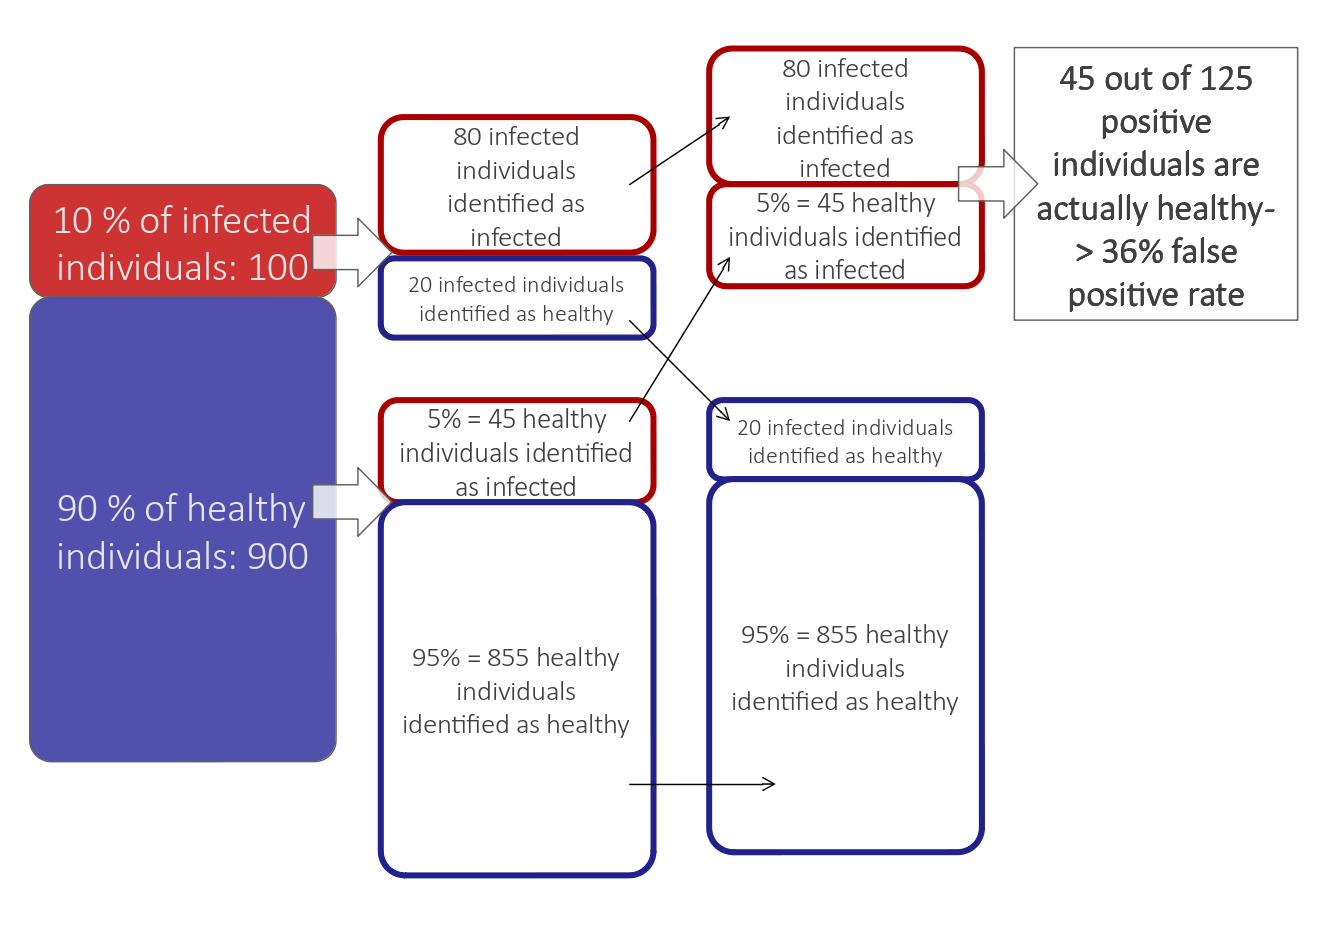 10 % of infected
individuals: 100
90 % of healthy
individuals: 900
80 infected
individuals
identified as
infected
20 infected individuals
identified as healthy
5% = 45 healthy
individuals identified
as infected
95% = 855 healthy
individuals
identified as healthy
80 infected
individuals
identified as
infected
5% = 45 healthy
individuals identified
as infected
20 infected individuals
identified as healthy
95% = 855 healthy
individuals
identified as healthy
45 out of 125
positive
individuals are
actually healthy-
> 36% false
positive rate